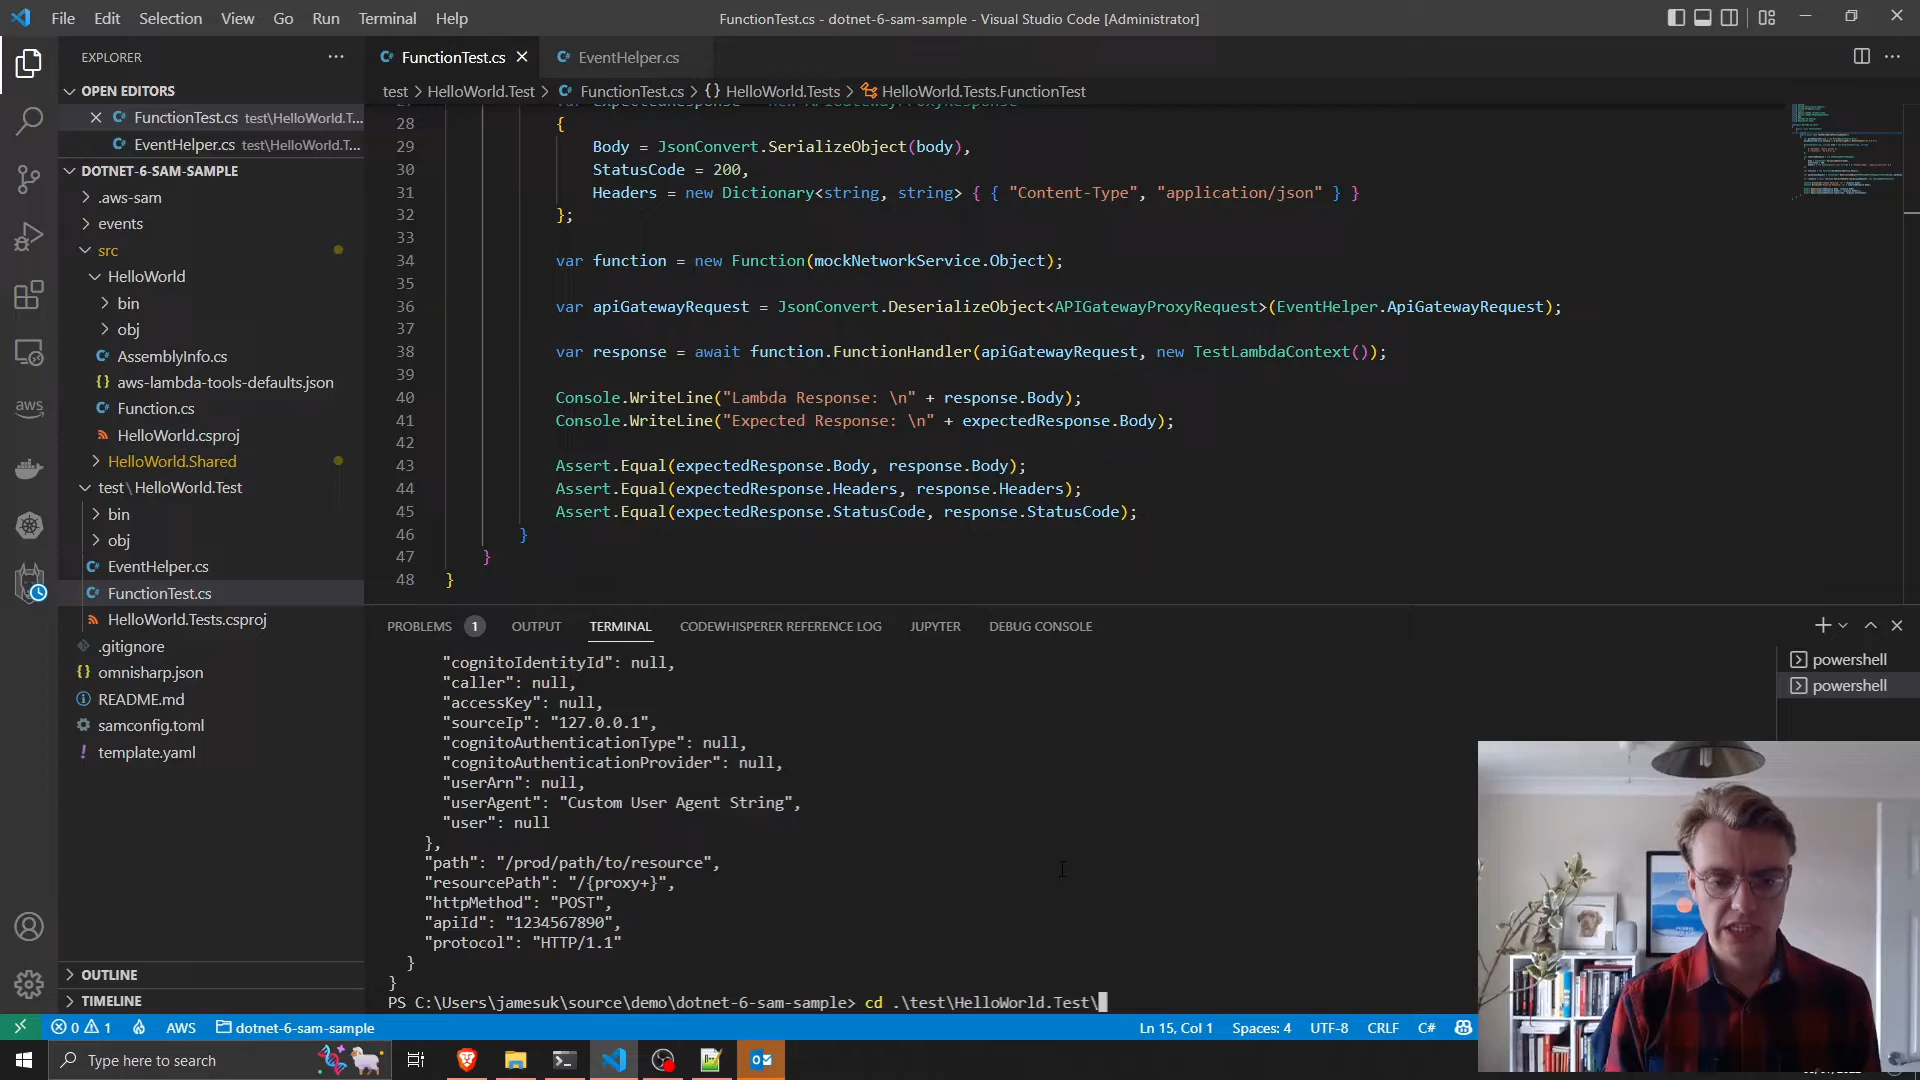 File Edit Selection View Go Run Terminal Help
FunctionTest.cs - dotnet-6-sam-sample - Visual Studio Code [Administrator]
EXPLORER
OPEN EDITORS
FunctionTest.cs test\HelloWorld.T...
EventHelper.cs test\HelloWorld.T...
DOTNET-6-SAM-SAMPLE
.aws-sam
events
src
HelloWorld
bin
obj
AssemblyInfo.cs
aws-lambda-tools-defaults.json
Function.cs
HelloWorld.csproj
HelloWorld.Shared
test\HelloWorld.Test
bin
obj
EventHelper.cs
FunctionTest.cs
HelloWorld.Tests.csproj
.gitignore
omnisharp.json
README.md
samconfig.toml
template.yaml
OUTLINE
TIMELINE
aws
FunctionTest.cs
EventHelper.cs
test > HelloWorld.Test > FunctionTest.cs > {} HelloWorld.Tests > HelloWorld.Tests.FunctionTest
28 {
29 Body = JsonConvert.SerializeObject(body),
30 StatusCode = 200,
31 Headers = new Dictionary<string, string> { { "Content-Type", "application/json" } }
32 };
33
34 var function = new Function(mockNetworkService.Object);
35
36 var apiGatewayRequest = JsonConvert.DeserializeObject<APIGatewayProxyRequest>(EventHelper.ApiGatewayRequest);
37
38 var response = await function.FunctionHandler(apiGatewayRequest, new TestLambdaContext());
39
40 Console.WriteLine("Lambda Response: \n" + response.Body);
41 Console.WriteLine("Expected Response: \n" + expectedResponse.Body);
42
43 Assert.Equal(expectedResponse.Body, response.Body);
44 Assert.Equal(expectedResponse.Headers, response.Headers);
45 Assert.Equal(expectedResponse.StatusCode, response.StatusCode);
46 }
47 }
48 }
PROBLEMS 1 OUTPUT TERMINAL CODEWHISPERER REFERENCE LOG JUPYTER DEBUG CONSOLE
powershell
powershell
"cognitoIdentityId": null,
"caller": null,
"accessKey": null,
"sourceIp": "127.0.0.1",
"cognitoAuthenticationType": null,
"cognitoAuthenticationProvider": null,
"userArn": null,
"userAgent": "Custom User Agent String",
"user": null
},
"path": "/prod/path/to/resource",
"resourcePath": "/{proxy+}",
"httpMethod": "POST",
"apiId": "1234567890",
"protocol": "HTTP/1.1"
}
}
PS C:\Users\jamesuk\source\demo\dotnet-6-sam-sample> cd .\test\HelloWorld.Test\
0 1 AWS dotnet-6-sam-sample
Ln 15, Col 1 Spaces: 4 UTF-8 CRLF C#
Type here to search